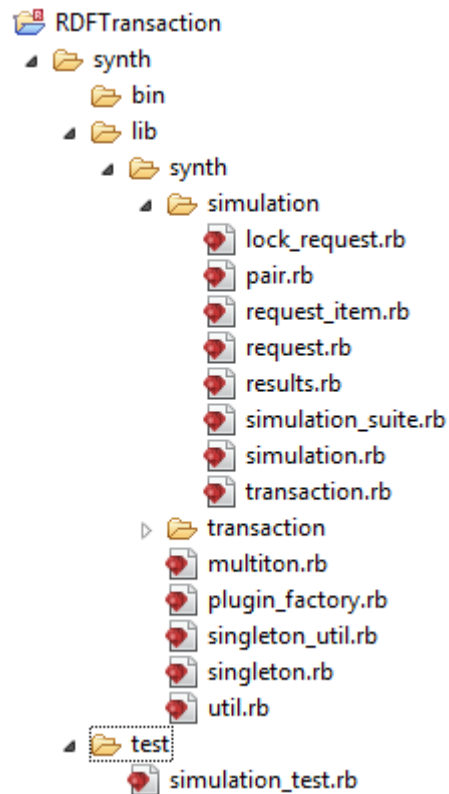 RDFTransaction
synth
bin
lib
synth
simulation
lock_request.rb
pair.rb
request_item.rb
request.rb
results.rb
simulation_suite.rb
simulation.rb
transaction.rb
transaction
multiton.rb
plugin_factory.rb
singleton_util.rb
singleton.rb
util.rb
test
simulation_test.rb